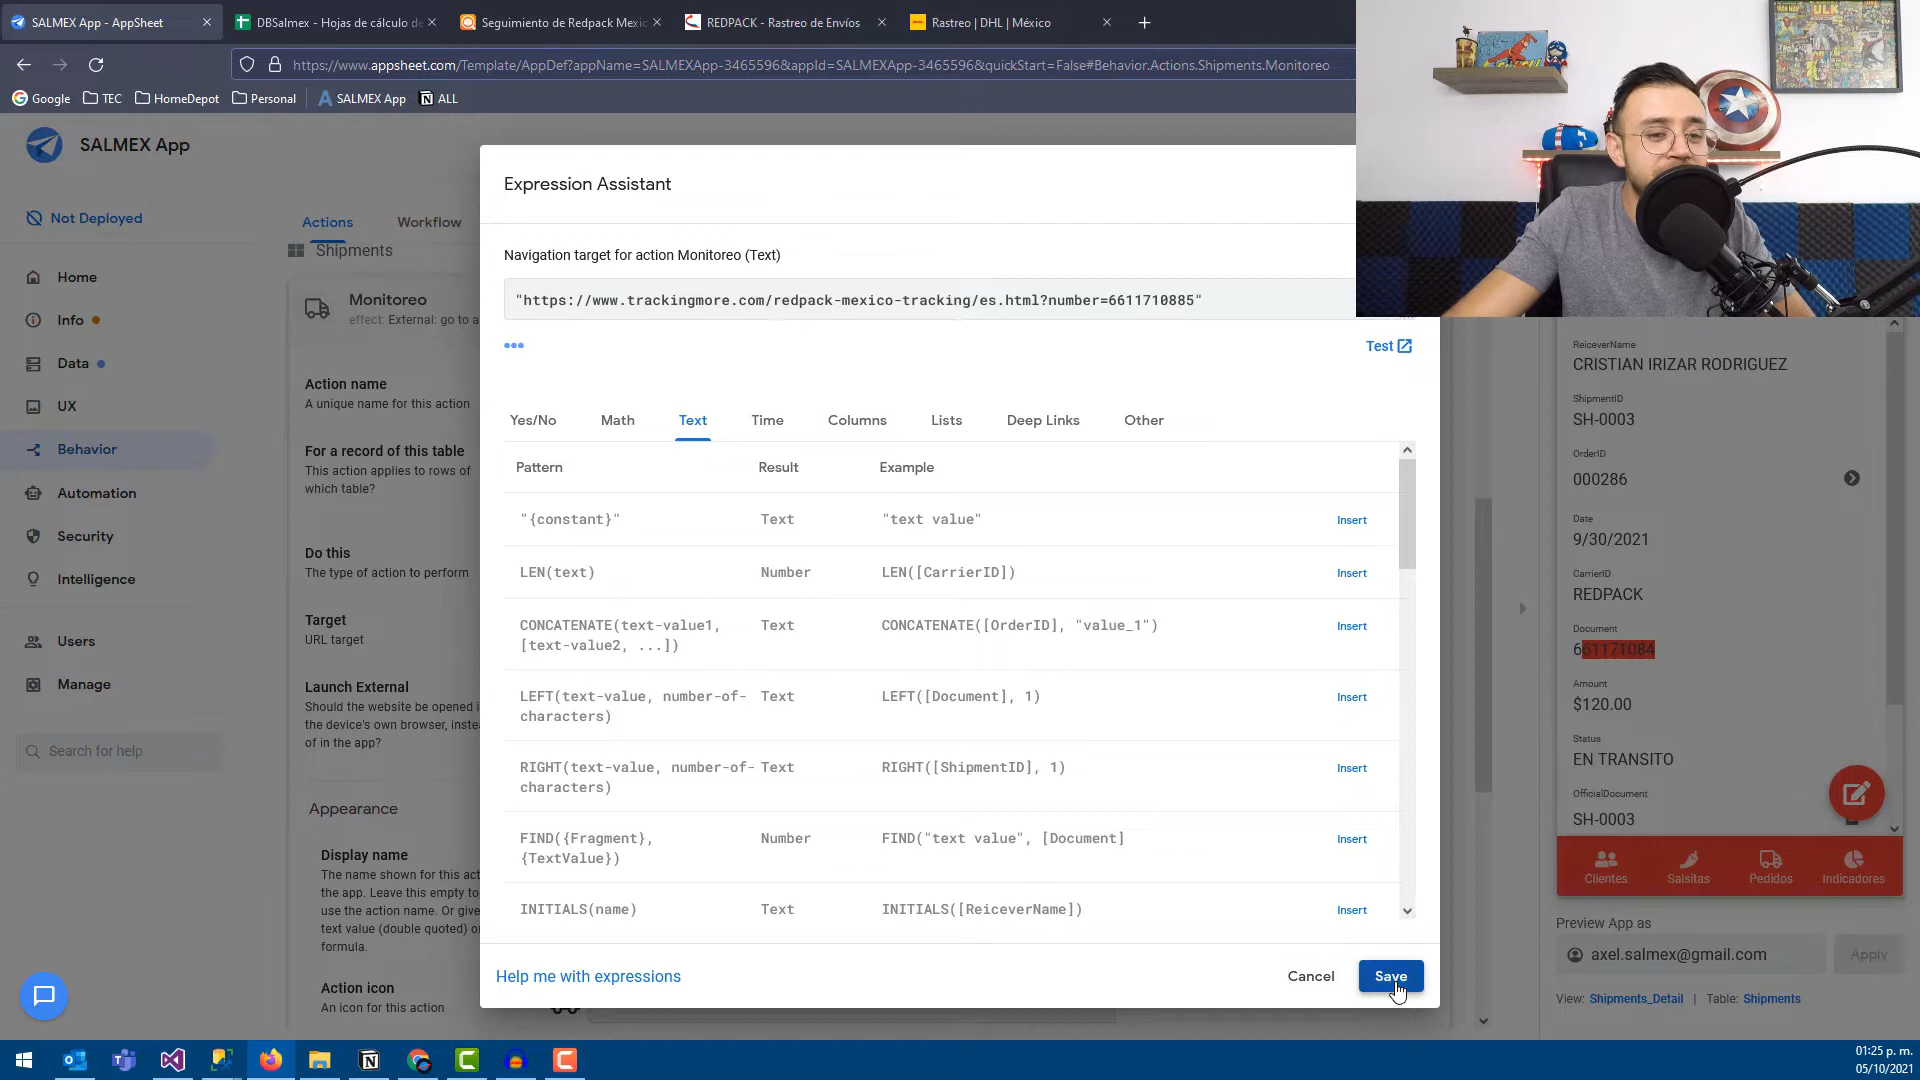 SALMEX App - AppSheet
DBSalmex - Hojas de cálculo de
Seguimiento de Redpack Mexic
REDPACK - Rastreo de Envíos
Rastreo | DHL | México
https://www.appsheet.com/Template/AppDef?appName=SALMEXApp-3465596&appId=SALMEXApp-3465596&quickStart=False#Behavior.Actions.Shipments.Monitoreo
Google
TEC
HomeDepot
Personal
SALMEX App
ALL
SALMEX App
Not Deployed
Home
Info
Data
UX
Behavior
Automation
Security
Intelligence
Users
Manage
Search for help
Actions
Workflow
Shipments
Monitoreo
effect: External: go to a
Action name
A unique name for this action
For a record of this table
This action applies to rows of
which table?
Do this
The type of action to perform
Target
URL target
Launch External
Should the website be opened i
the device's own browser, inste
of in the app?
Appearance
Display name
The name shown for this act
the app. Leave this empty to
use the action name. Or give
text value (double quoted) o
formula.
Action icon
An icon for this action
Expression Assistant
Navigation target for action Monitoreo (Text)
"https://www.trackingmore.com/redpack-mexico-tracking/es.html?number=6611710885"
Test
Yes/No
Math
Text
Time
Columns
Lists
Deep Links
Other
Pattern
Result
Example
"{constant}"
Text
"text value"
Insert
LEN(text)
Number
LEN([CarrierID])
Insert
CONCATENATE(text-value1,
[text-value2, ...])
Text
CONCATENATE([OrderID], "value_1")
Insert
LEFT(text-value, number-of-
characters)
Text
LEFT([Document], 1)
Insert
RIGHT(text-value, number-of-
characters)
Text
RIGHT([ShipmentID], 1)
Insert
FIND({Fragment},
{TextValue})
Number
FIND("text value", [Document]
Insert
INITIALS(name)
Text
INITIALS([ReiceverName])
Insert
Help me with expressions
Cancel
Save
ReiceverName
CRISTIAN IRIZAR RODRIGUEZ
ShipmentID
SH-0003
OrderID
000286
Date
9/30/2021
CarrierID
REDPACK
Document
661171084
Amount
$120.00
Status
EN TRANSITO
OfficialDocument
SH-0003
Clientes
Salsitas
Pedidos
Indicadores
Preview App as
axel.salmex@gmail.com
Apply
View: Shipments_Detail | Table: Shipments
01:25 p. m.
05/10/2021